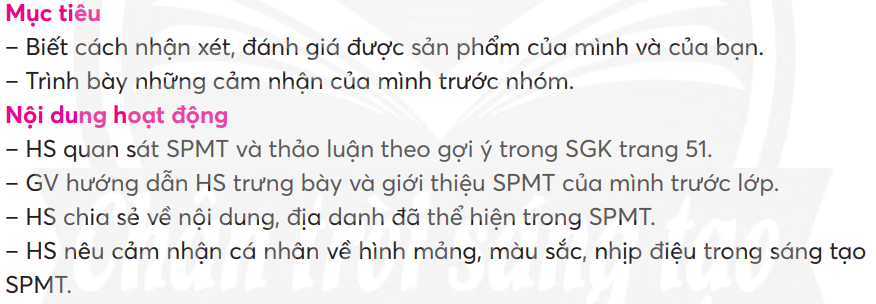 Mục tiêu
– Biết cách nhận xét, đánh giá được sản phẩm của mình và của bạn.
– Trình bày những cảm nhận của mình trước nhóm.
Nội dung hoạt động
– HS quan sát SPMT và thảo luận theo gợi ý trong SGK trang 51.
– GV hướng dẫn HS trưng bày và giới thiệu SPMT của mình trước lớp.
– HS chia sẻ về nội dung, địa danh đã thể hiện trong SPMT.
– HS nêu cảm nhận cá nhân về hình mảng, màu sắc, nhịp điệu trong sáng tạo
SPMT.
Chân trời sáng tạo